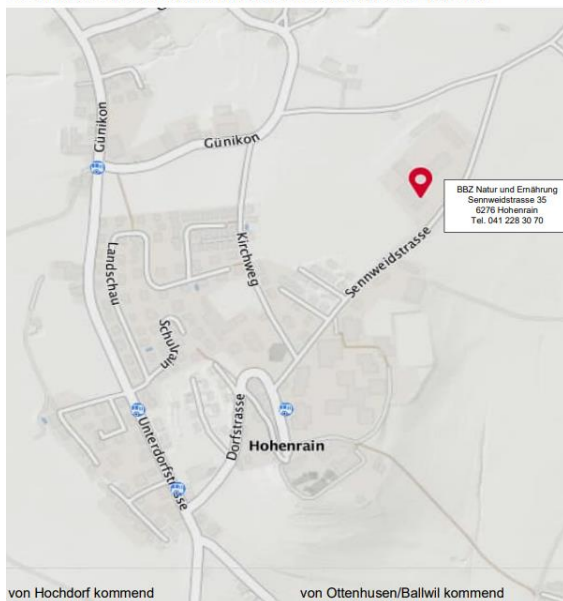 Günikon
Günikon
BBZ Natur und Ernährung
Sennweidstrasse 35
6276 Hohenrain
Tel. 041 228 30 70
Landschau
Kirchweg
Sennweidstrasse
Schulrain
Dorfstrasse
Unterdorfstrasse
Hohenrain
von Hochdorf kommend
von Ottenhusen/Ballwil kommend